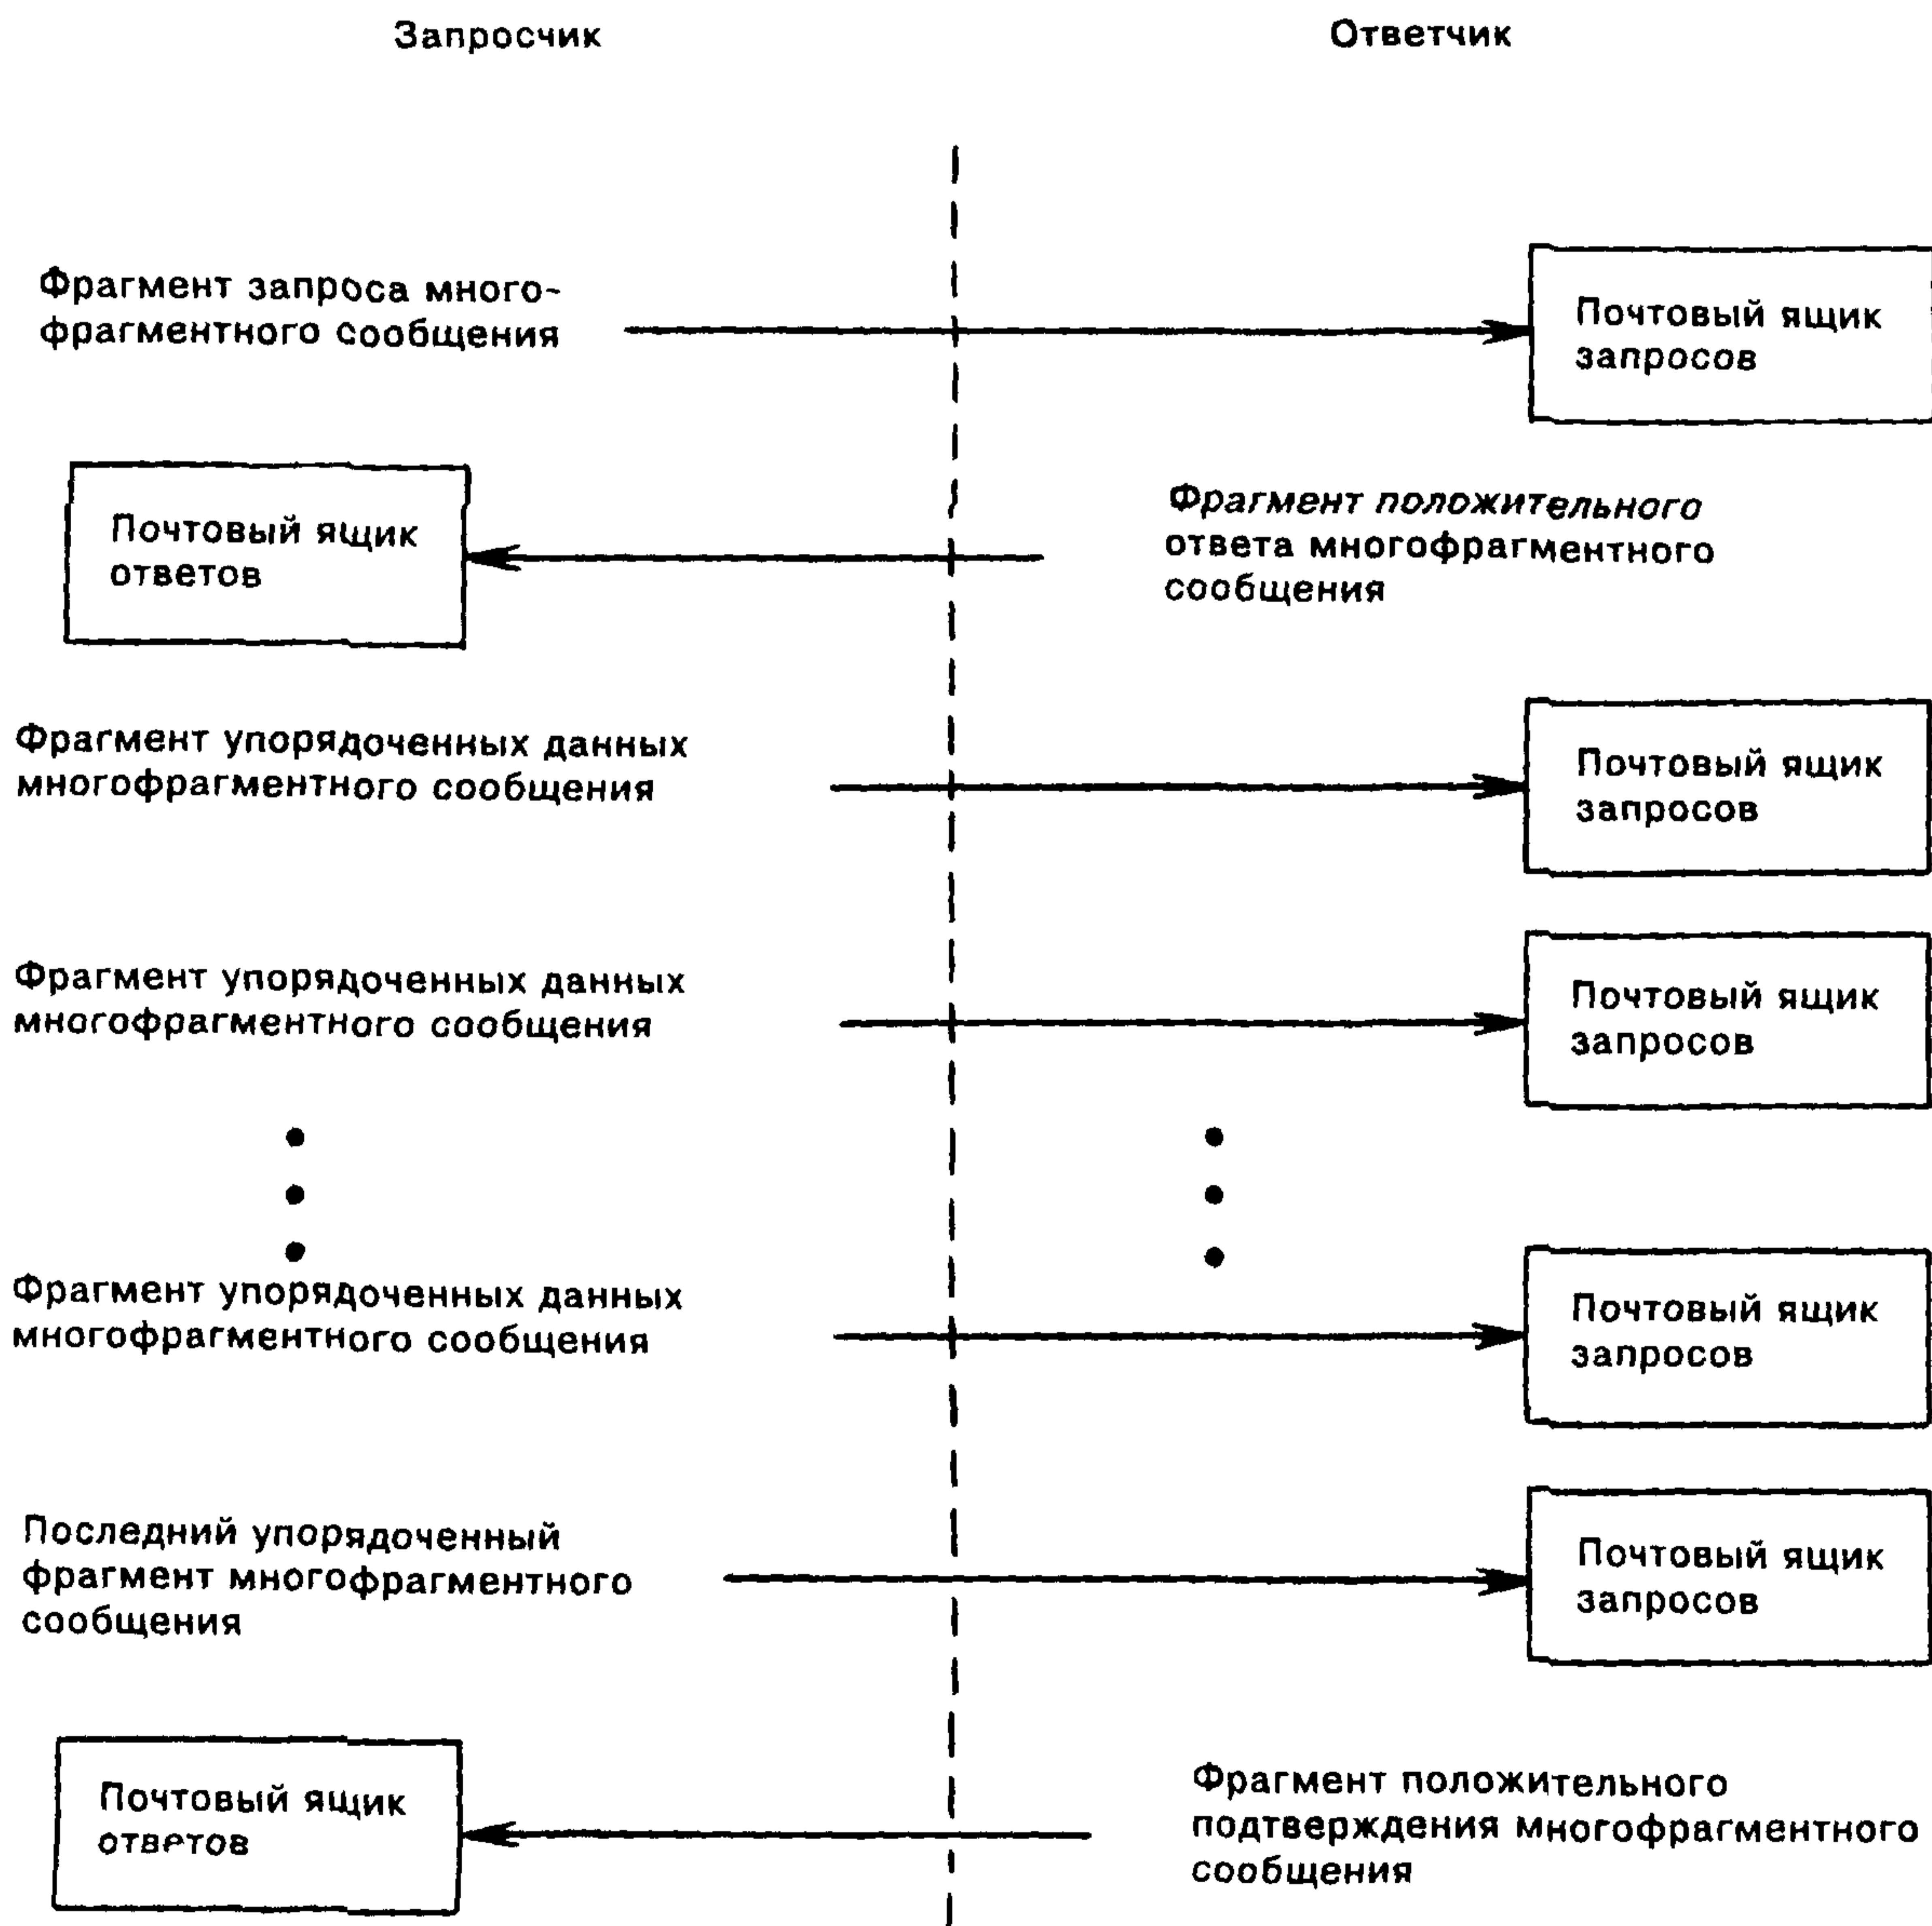 Запросчик
Ответчик
Фрагмент запроса много-
фрагментного сообщения
Почтовый ящик
запросов
Почтовый ящик
ответов
Фрагмент положительного
ответа многофрагментного
сообщения
Фрагмент упорядоченных данных
многофрагментного сообщения
Почтовый ящик
запросов
Фрагмент упорядоченных данных
многофрагментного сообщения
Почтовый ящик
запросов
Фрагмент упорядоченных данных
многофрагментного сообщения
Почтовый ящик
запросов
Последний упорядоченный
фрагмент многофрагментного
сообщения
Почтовый ящик
запросов
Почтовый ящик
ответов
Фрагмент положительного
подтверждения многофрагментного
сообщения